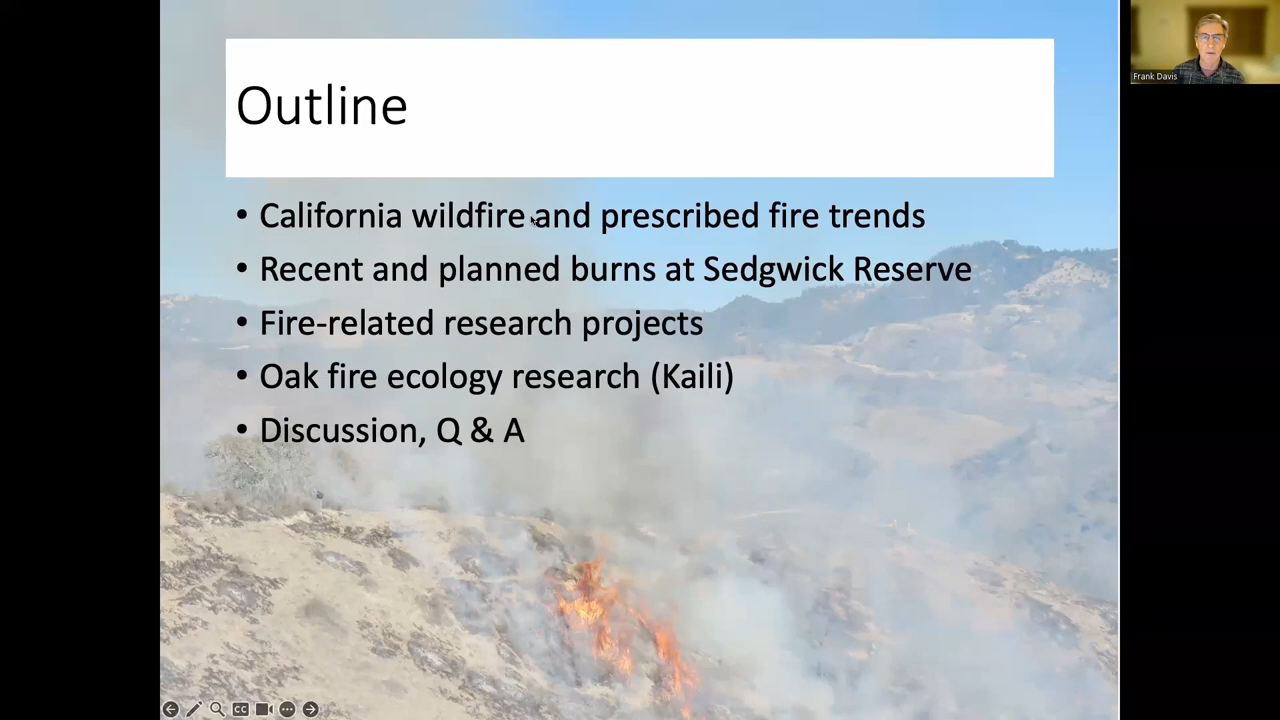 Outline
• California wildfire and prescribed fire trends
• Recent and planned burns at Sedgwick Reserve
• Fire-related research projects
• Oak fire ecology research (Kaili)
• Discussion, Q & A
Frank Davis
CC